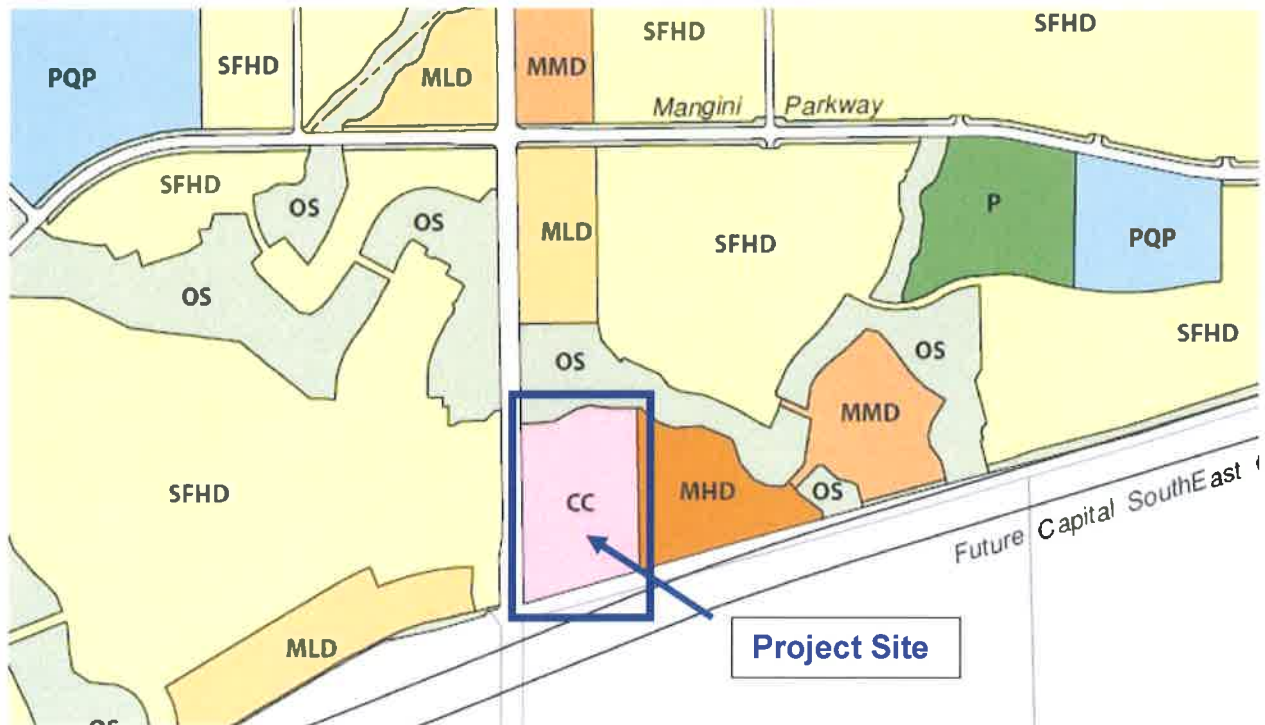 SFHD
SFHD
PQP
SFHD
MLD
MMD
Mangini Parkway
SFHD
OS
OS
P
MLD
SFHD
PQP
OS
SFHD
OS
OS
MMD
SFHD
CC
MHD
OS
Future Capital SouthEast
MLD
Project Site